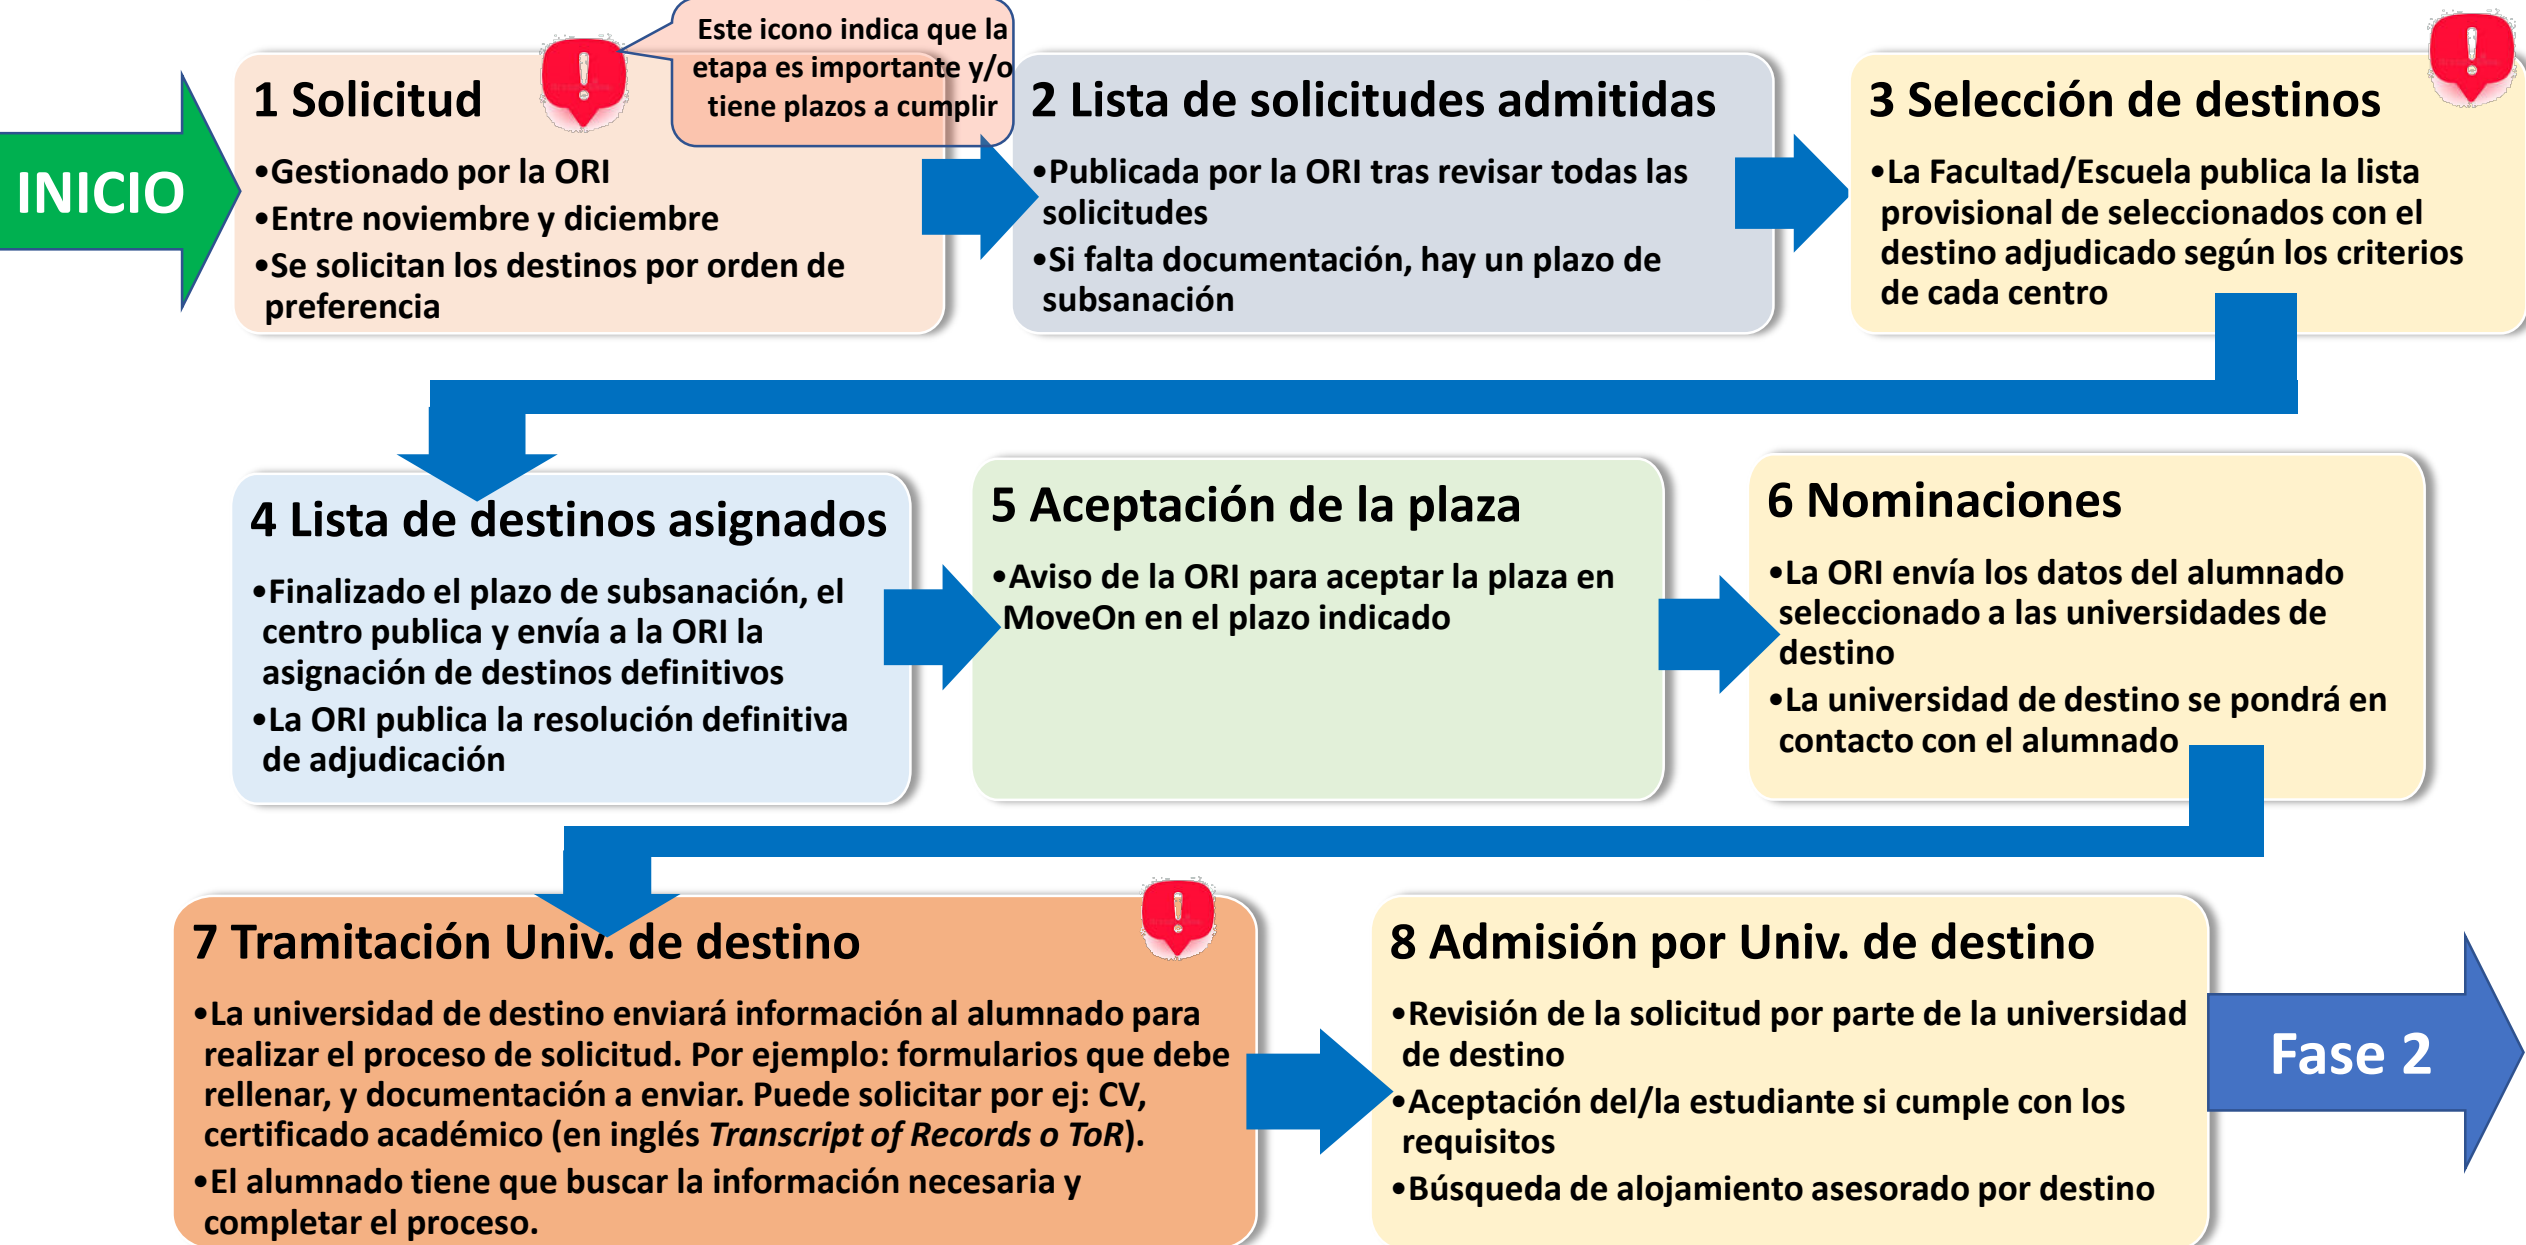 Este icono indica que la
etapa es importante y/o
tiene plazos a cumplir
INICIO
1 Solicitud
•Gestionado por la ORI
•Entre noviembre y diciembre
•Se solicitan los destinos por orden de
preferencia
2 Lista de solicitudes admitidas
•Publicada por la ORI tras revisar todas las
solicitudes
•Si falta documentación, hay un plazo de
subsanación
3 Selección de destinos
•La Facultad/Escuela publica la lista
provisional de seleccionados con el
destino adjudicado según los criterios
de cada centro
4 Lista de destinos asignados
•Finalizado el plazo de subsanación, el
centro publica y envía a la ORI la
asignación de destinos definitivos
•La ORI publica la resolución definitiva
de adjudicación
5 Aceptación de la plaza
•Aviso de la ORI para aceptar la plaza en
MoveOn en el plazo indicado
6 Nominaciones
•La ORI envía los datos del alumnado
seleccionado a las universidades de
destino
•La universidad de destino se pondrá en
contacto con el alumnado
7 Tramitación Univ. de destino
•La universidad de destino enviará información al alumnado para
realizar el proceso de solicitud. Por ejemplo: formularios que debe
rellenar, y documentación a enviar. Puede solicitar por ej: CV,
certificado académico (en inglés Transcript of Records o ToR).
•El alumnado tiene que buscar la información necesaria y
completar el proceso.
8 Admisión por Univ. de destino
•Revisión de la solicitud por parte de la universidad
de destino
•Aceptación del/la estudiante si cumple con los
requisitos
•Búsqueda de alojamiento asesorado por destino
Fase 2